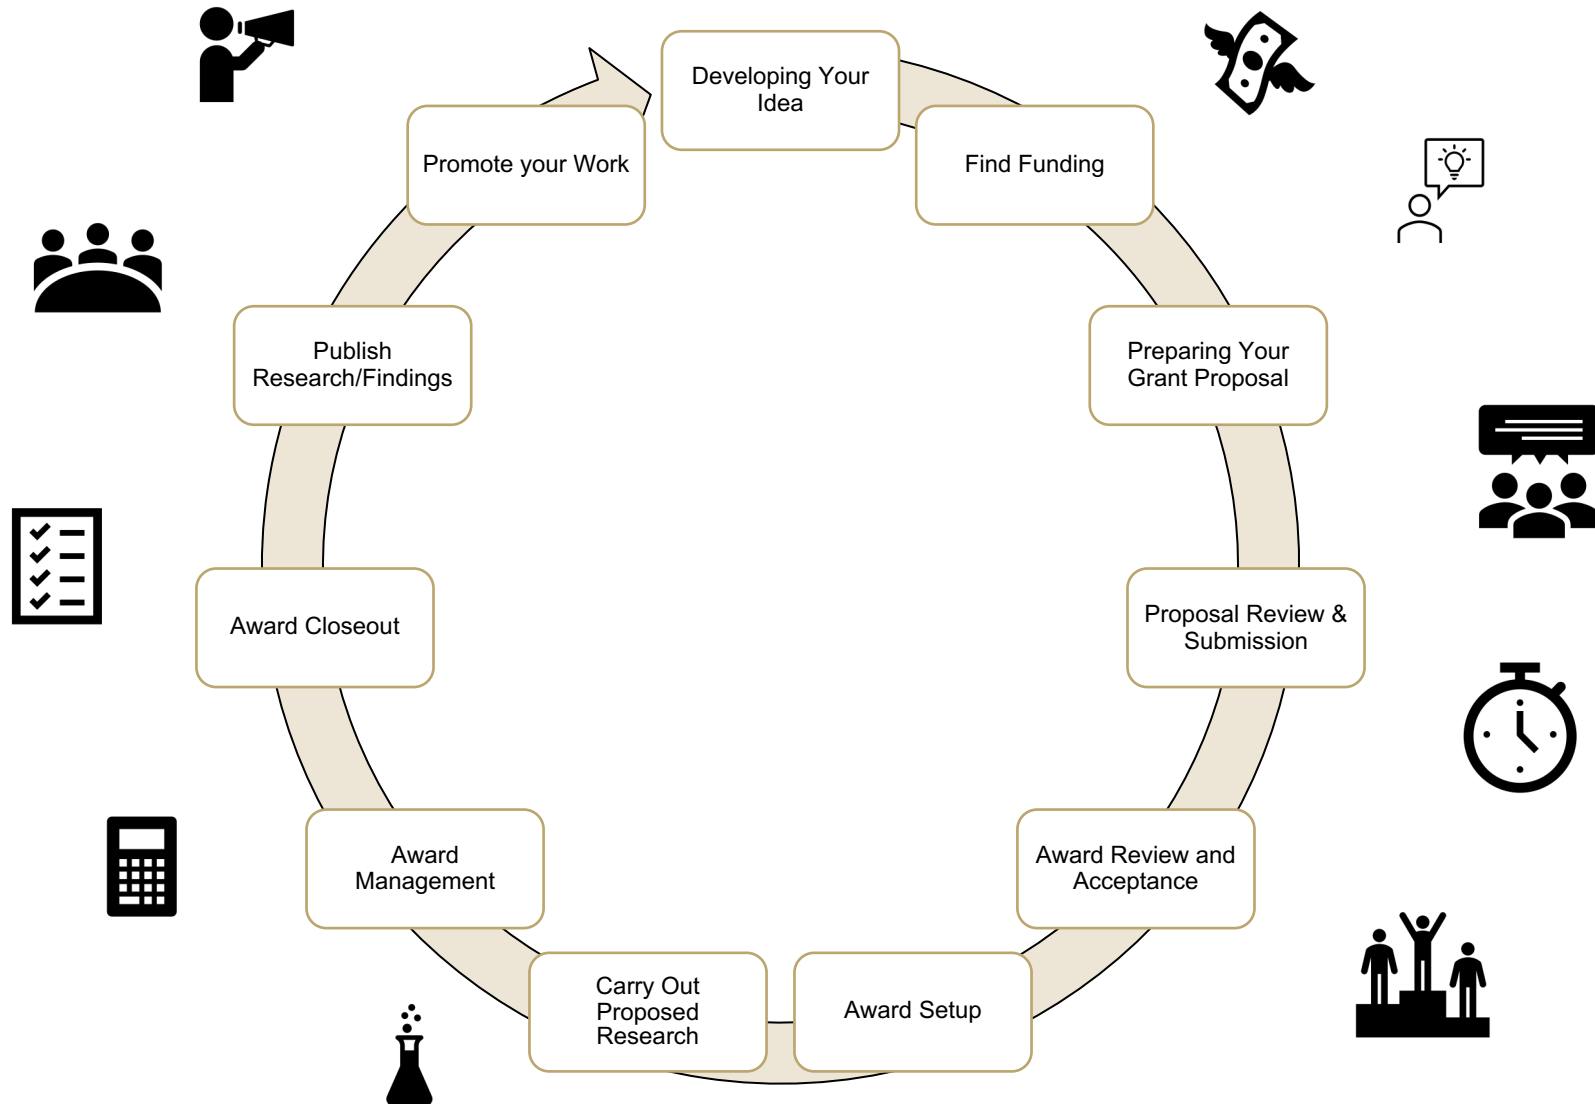 Developing Your
Idea
Find Funding
Preparing Your
Grant Proposal
Proposal Review &
Submission
Award Review and
Acceptance
Award Setup
Carry Out
Proposed
Research
Award
Management
Award Closeout
Publish
Research/Findings
Promote your Work